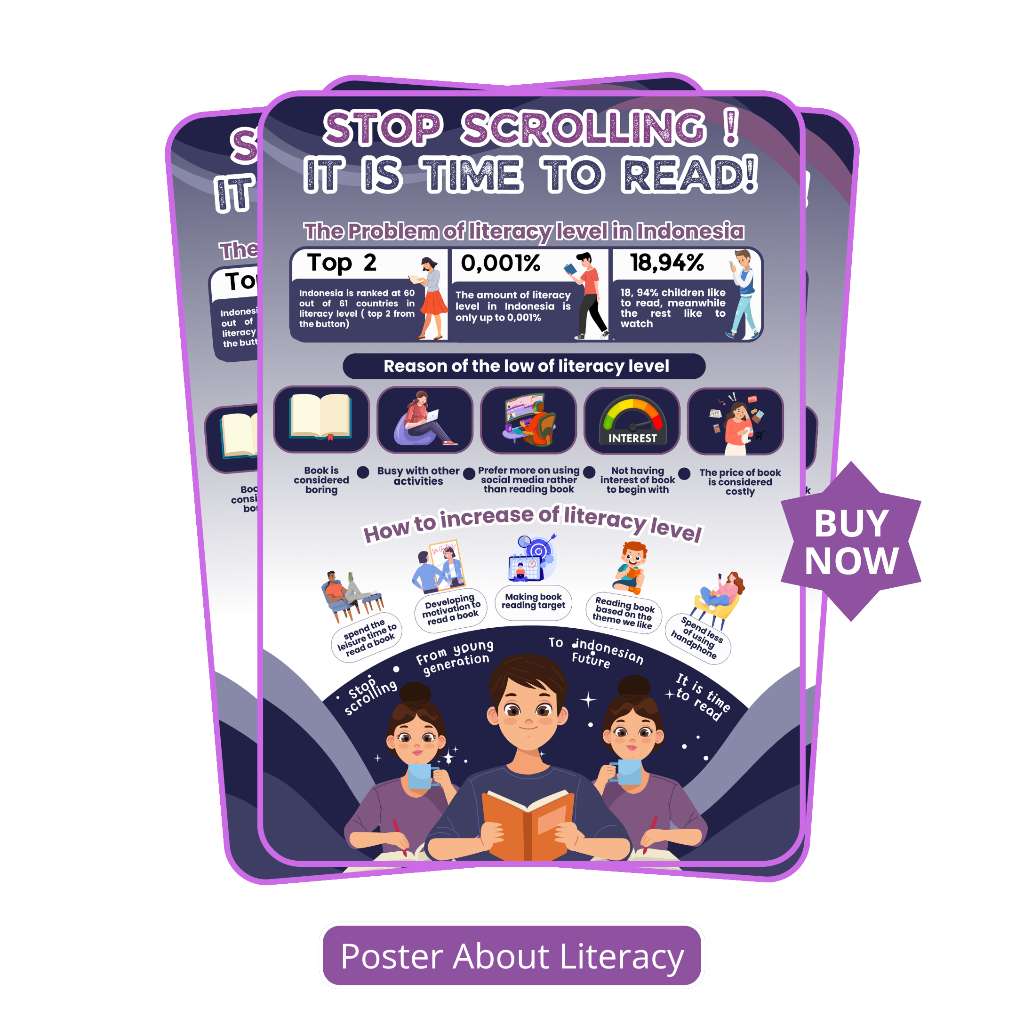 STOP SCROLLING !
IT IS TIME TO READ!
The Problem of literacy level in Indonesia
Top 2
Indonesia is ranked at 60
out of 61 countries in
literacy level ( top 2 from
the button)
0,001%
The amount of literacy
level in Indonesia is
only up to 0,001%
18,94%
18, 94% children like
to read, meanwhile
the rest like to
watch
Reason of the low of literacy level
INTEREST
Book is
considered
boring
Busy with other
activities
Prefer more on using
social media rather
than reading book
Not having
interest of book
to begin with
The price of book
is considered
costly
How to increase of literacy level
spend the
leisure time to
read a book
Developing
motivation to
read a book
Making book
reading target
Reading book
based on the
theme we like
Spend less
of using
handphone
Stop
scrolling
From young
generation
To indonesian
Future
It is time
to read
BUY
NOW
Poster About Literacy